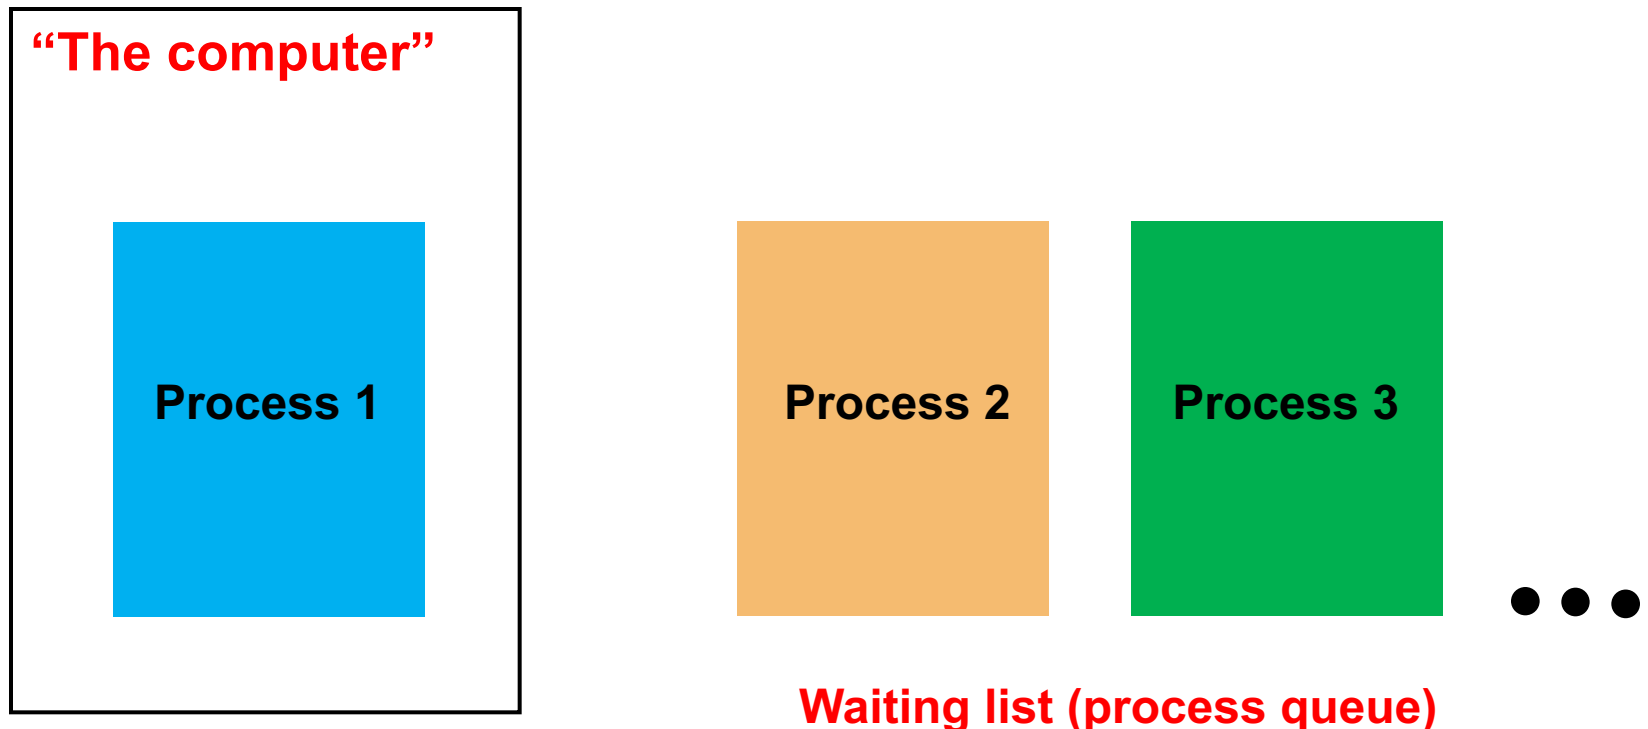 “The computer”
Process 1
Process 2
Process 3
Waiting list (process queue)